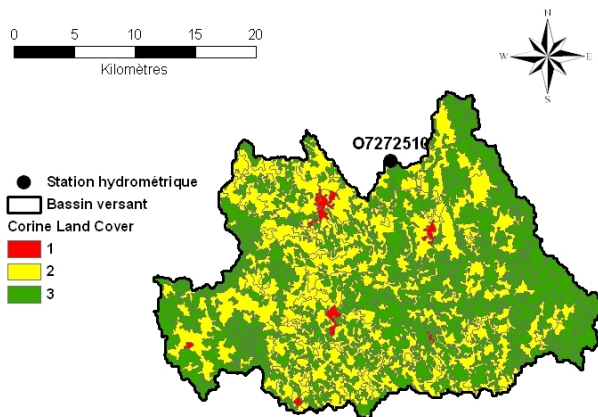 0 5 10 15 20
Kilomètres
N
W E
S
O7272510
Station hydrométrique
Bassin versant
Corine Land Cover
1
2
3